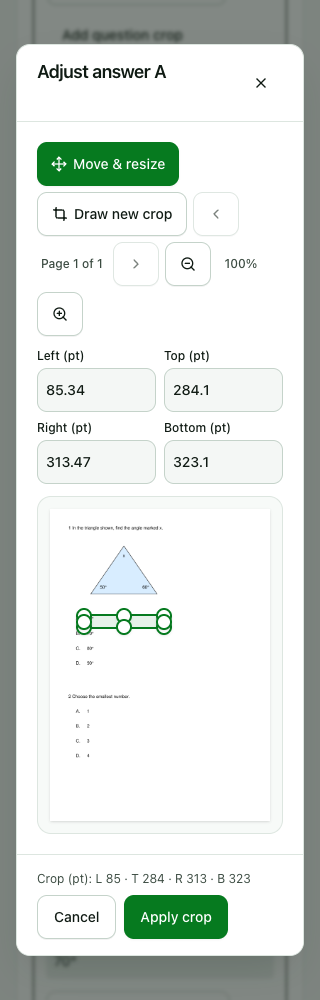 Add question crop
Adjust answer A
Move & resize
Draw new crop
Page 1 of 1
100%
Left (pt)
Top (pt)
85.34
284.1
Right (pt)
Bottom (pt)
313.47
323.1
1 In the triangle shown, find the angle marked x.
x
50°
C. 80°
D. 90°
2 Choose the smallest number.
A. 1
B. 2
C. 3
D. 4
Crop (pt): L 85 · T 284 · R 313 · B 323
Cancel
Apply crop